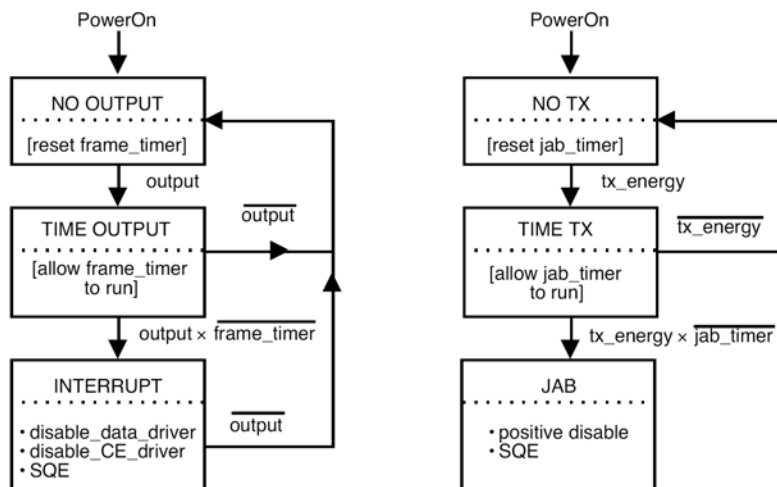 PowerOn
NO OUTPUT
[reset frame_timer]
output
output
TIME OUTPUT
[allow frame_timer
to run]
output × frame_timer
INTERRUPT
• disable_data_driver
• disable_CE_driver
• SQE
output
PowerOn
NO TX
[reset jab_timer]
tx_energy
tx_energy
TIME TX
[allow jab_timer
to run]
tx_energy × jab_timer
JAB
• positive disable
• SQE